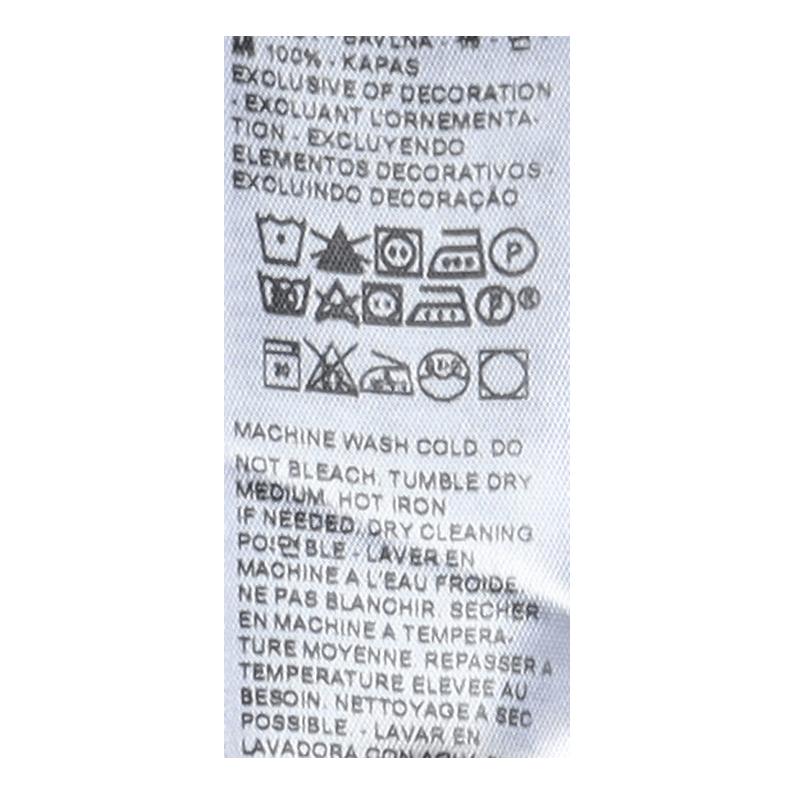 100% - KAPAS
EXCLUSIVE OF DECORATION
- EXCLUANT L'ORNEMENTA-
TION - EXCLUYENDO
ELEMENTOS DECORATIVOS -
EXCLUINDO DECORAÇÃO
P
MACHINE WASH COLD. DO
NOT BLEACH. TUMBLE DRY
MEDIUM. HOT IRON
IF NEEDED. DRY CLEANING
- LAVER EN
MACHINE A L'EAU FROIDE.
NE PAS BLANCHIR. SECHER
EN MACHINE A TEMPERA-
TURE MOYENNE. REPASSER A
TEMPERATURE ELEVEE AU
BESOIN. NETTOYAGE A SEC
POSSIBLE. - LAVAR EN
LAVADORA CON